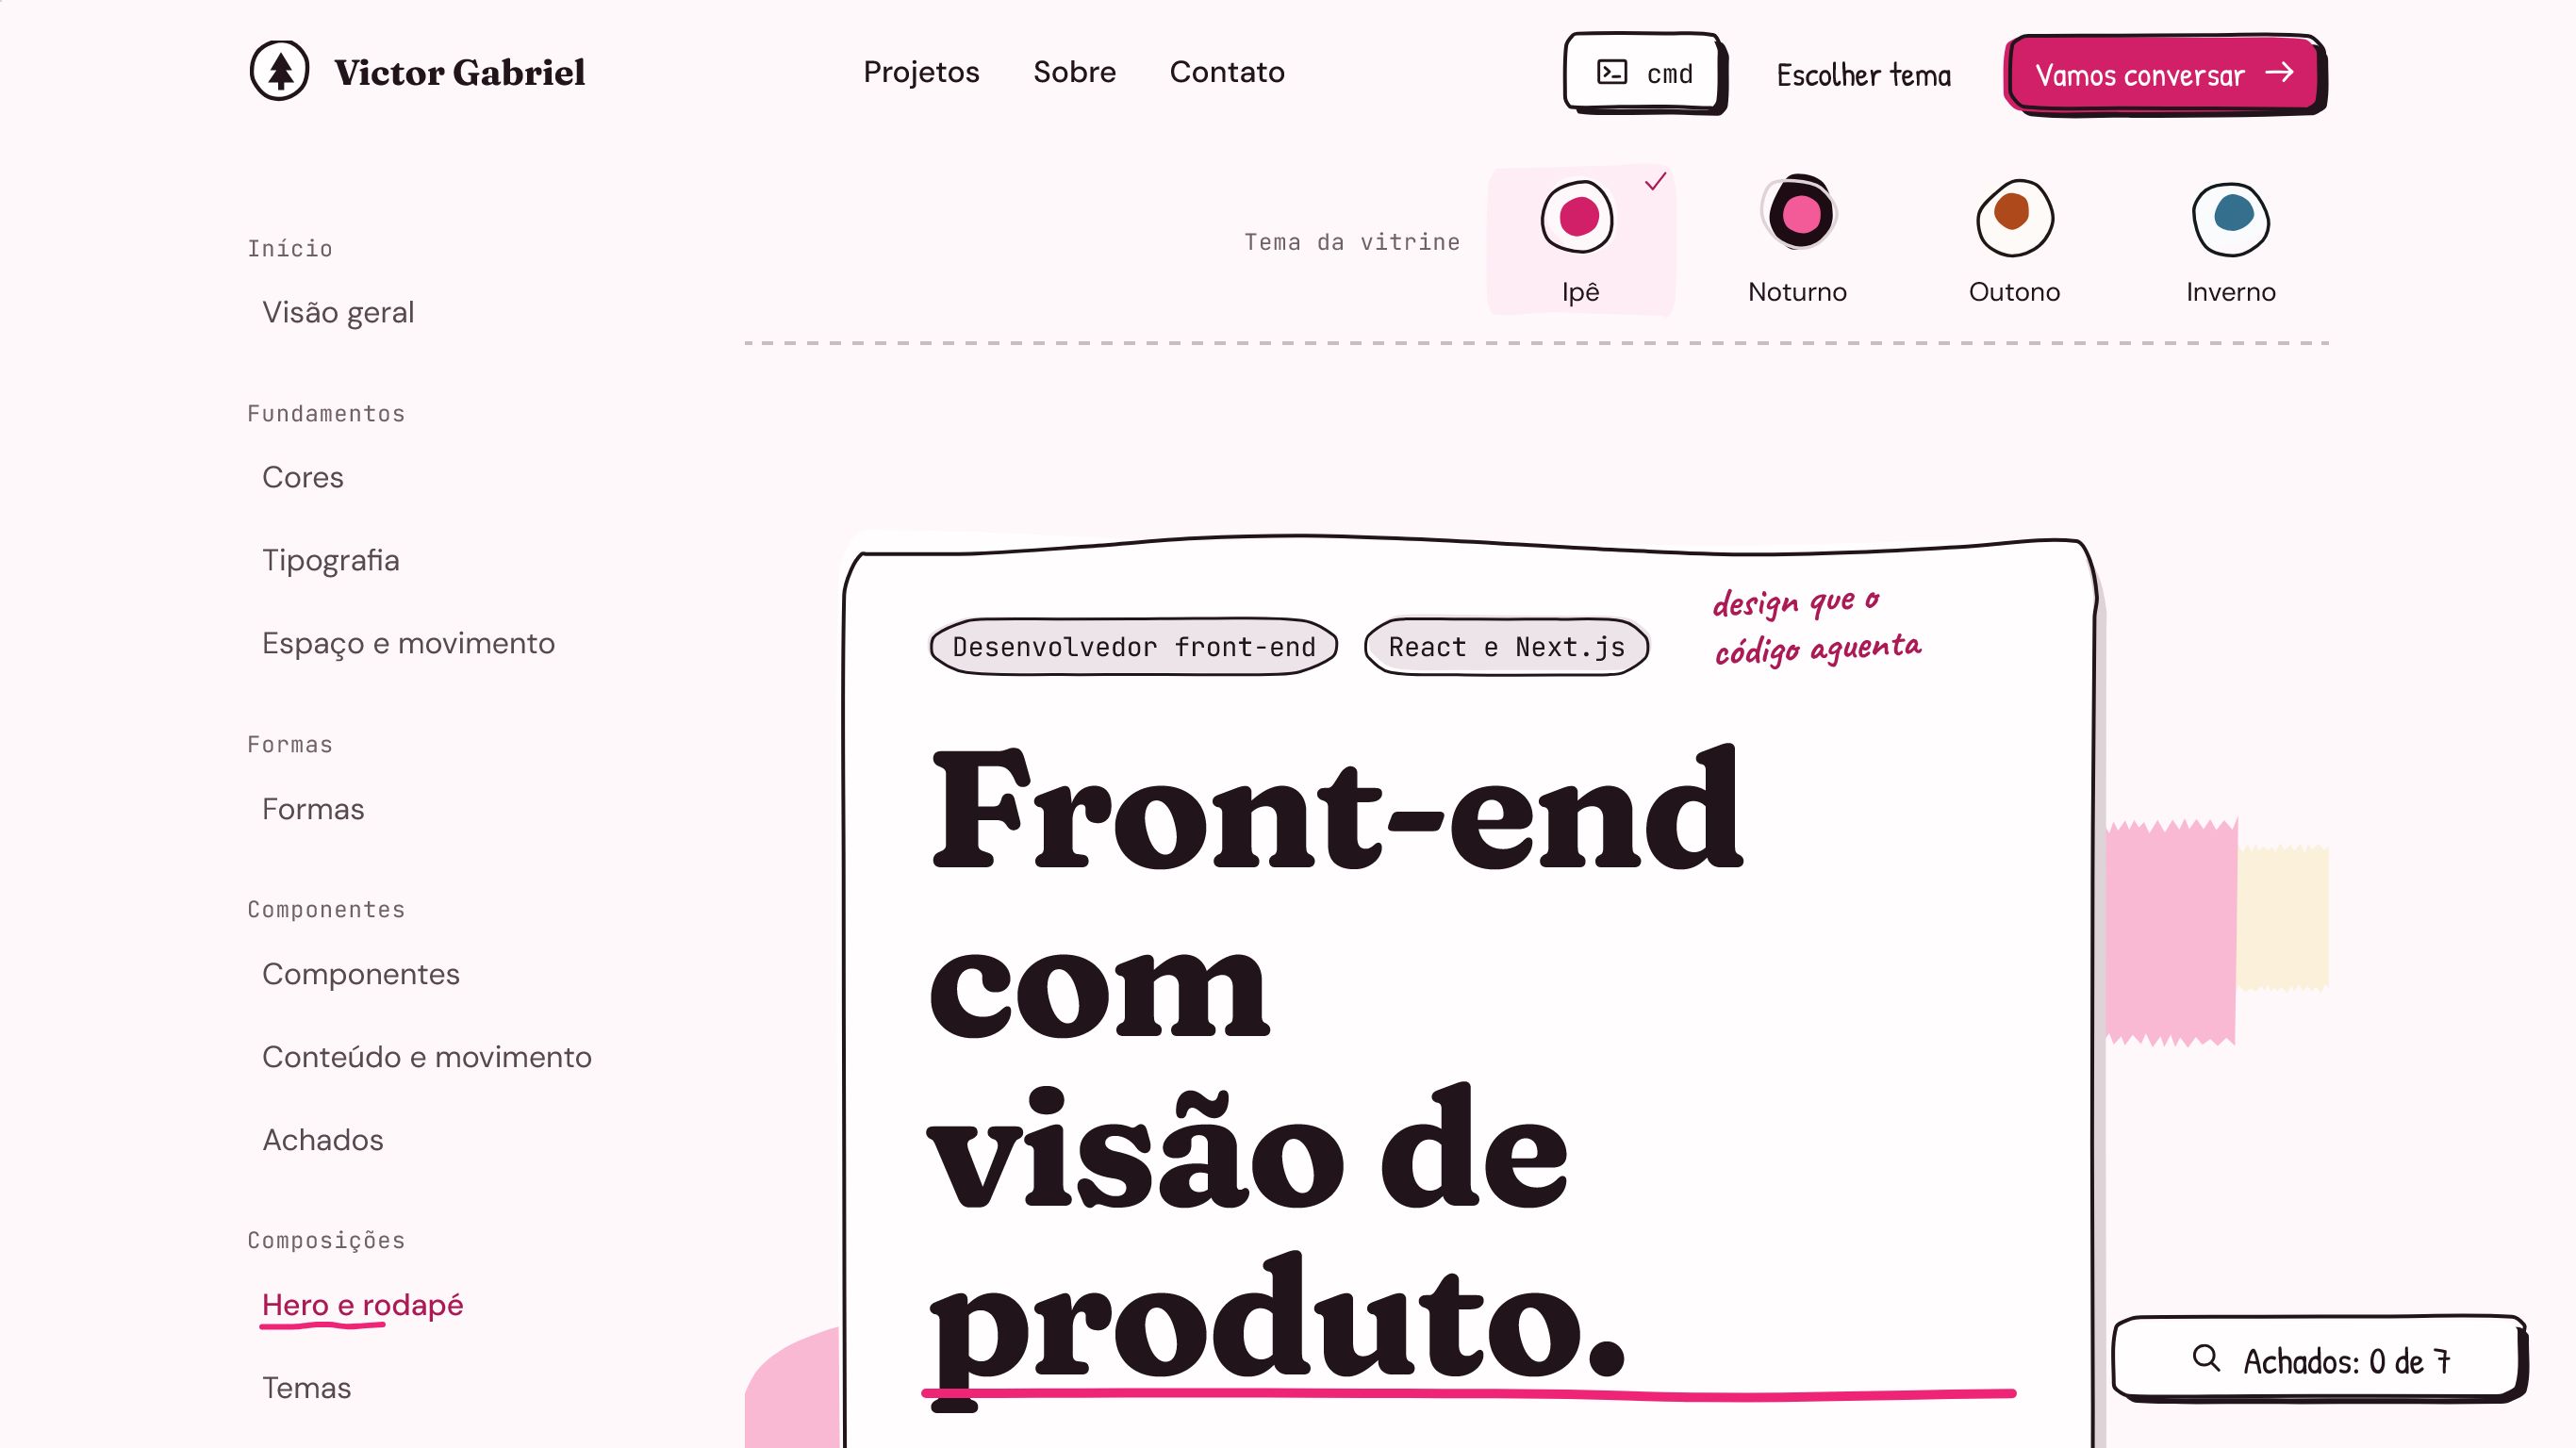 Victor Gabriel
Projetos
Sobre
Contato
cmd
Escolher tema
Vamos conversar
Tema da vitrine
Ipê
Noturno
Outono
Inverno
Início
Visão geral
Fundamentos
Cores
Tipografia
Espaço e movimento
Formas
Formas
Componentes
Componentes
Conteúdo e movimento
Achados
Composições
Hero e rodapé
Temas
Desenvolvedor front-end
React e Next.js
design que o
código aguenta
Front-end
com
visão de
produto.
Achados: 0 de 7